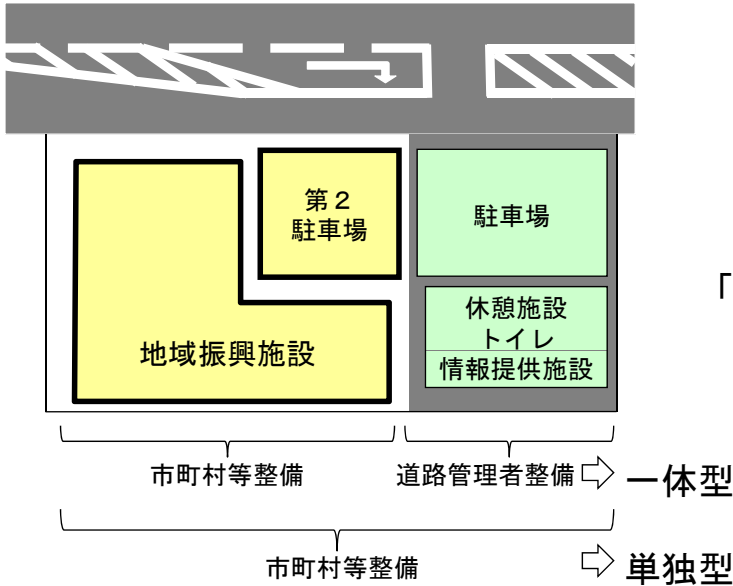 第２
駐車場
駐車場
「
休憩施設
トイレ
情報提供施設
地域振興施設
市町村等整備
道路管理者整備
一体型
市町村等整備
単独型